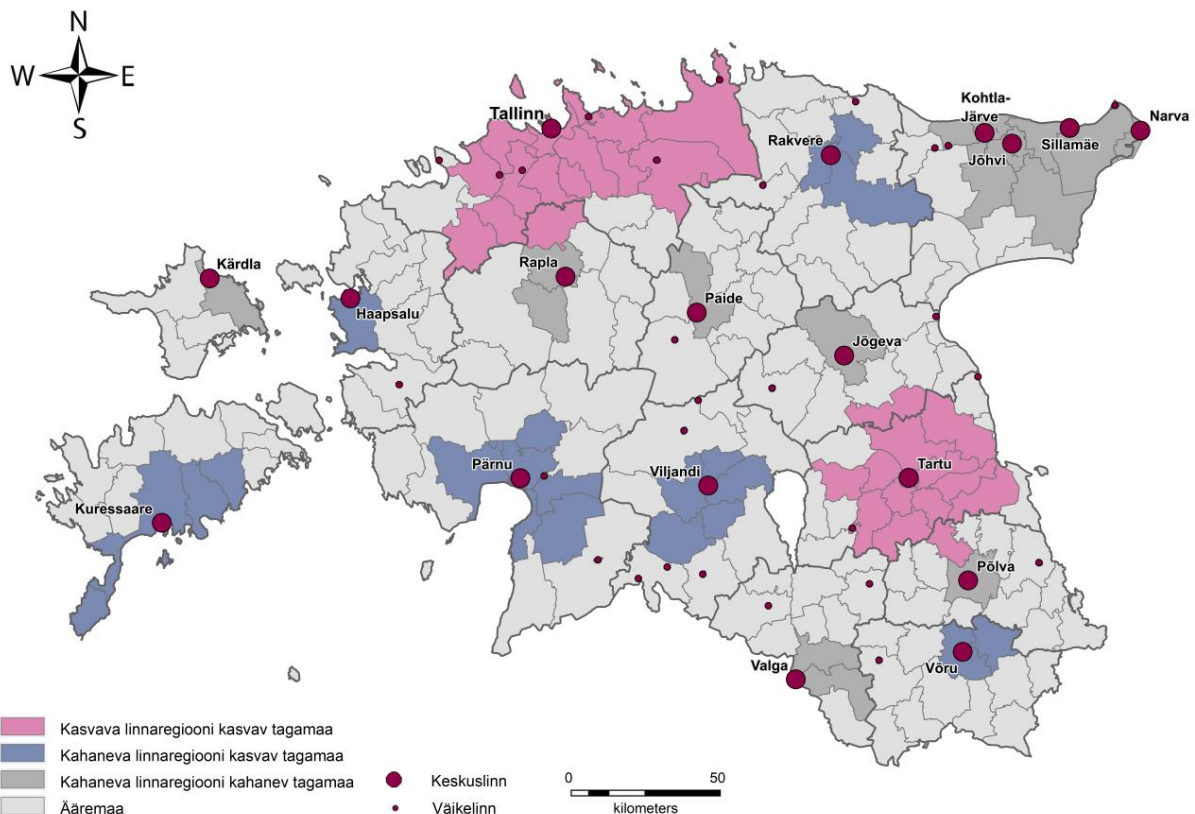 N
W E
S
Tallinn
Kohtla-
Järve
Narva
Rakvere
Jõhvi
Sillamäe
Kärdla
Rapla
Haapsalu
Paide
Jõgeva
Pärnu
Viljandi
Tartu
Kuressaare
Põlva
Valga
Võru
Kasvava linnaregiooni kasvav tagamaa
Kahaneva linnaregiooni kasvav tagamaa
Kahaneva linnaregiooni kahanev tagamaa
Ääremaa
Keskuslinn
Väikelinn
0 50
kilometers